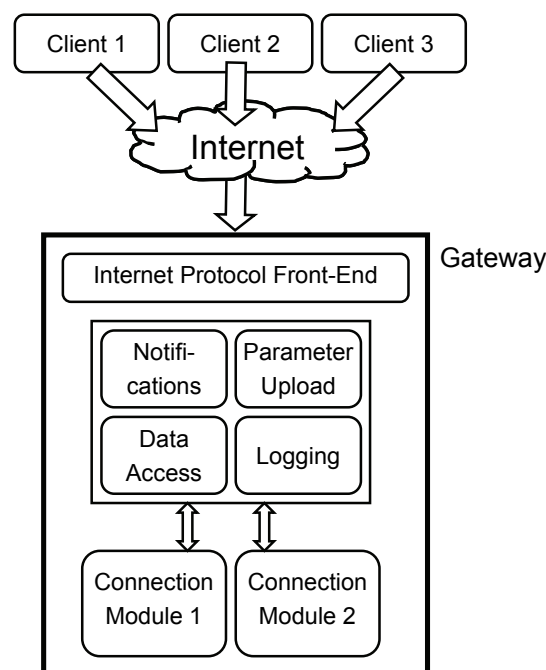 Client 1
Client 2
Client 3
Internet
Gateway
Internet Protocol Front-End
Notifi-
cations
Parameter
Upload
Data
Access
Logging
Connection
Module 1
Connection
Module 2